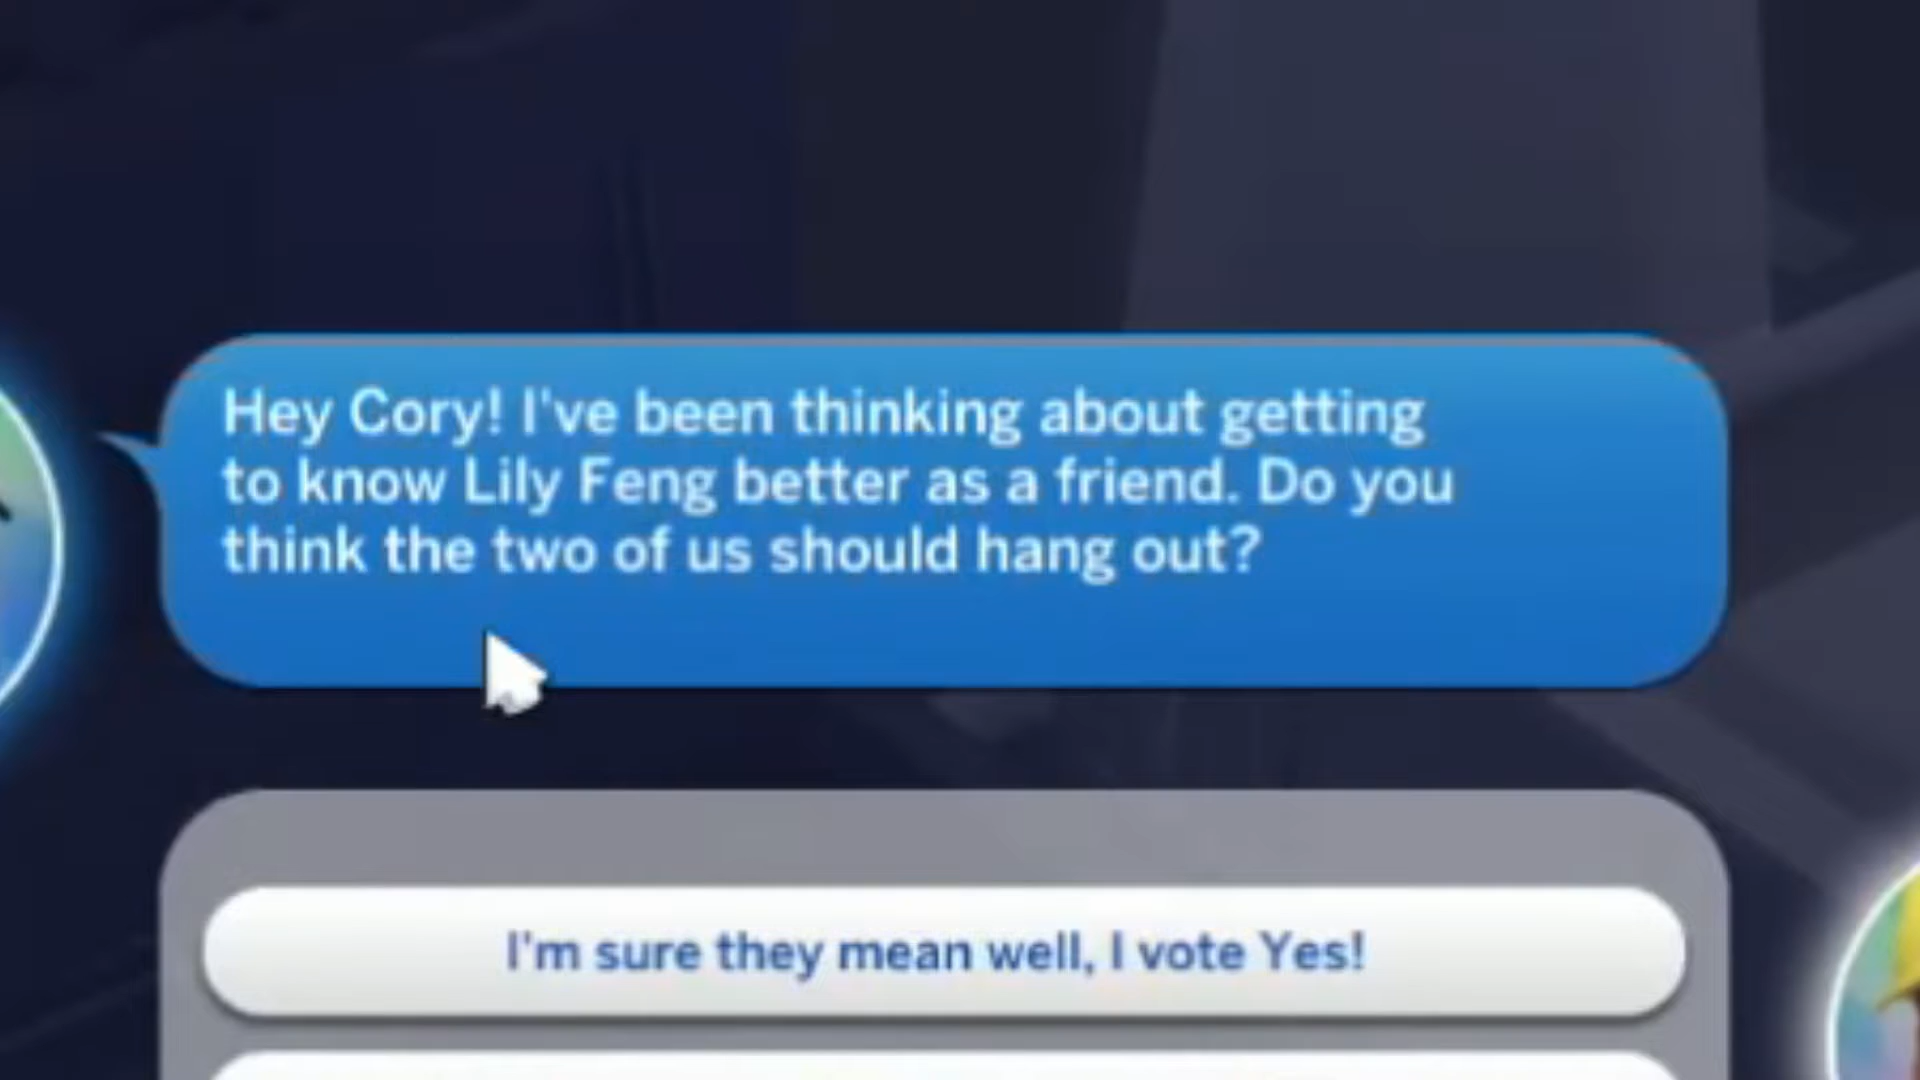 Hey Cory! I've been thinking about getting
to know Lily Feng better as a friend. Do you
think the two of us should hang out?
I'm sure they mean well, I vote Yes!